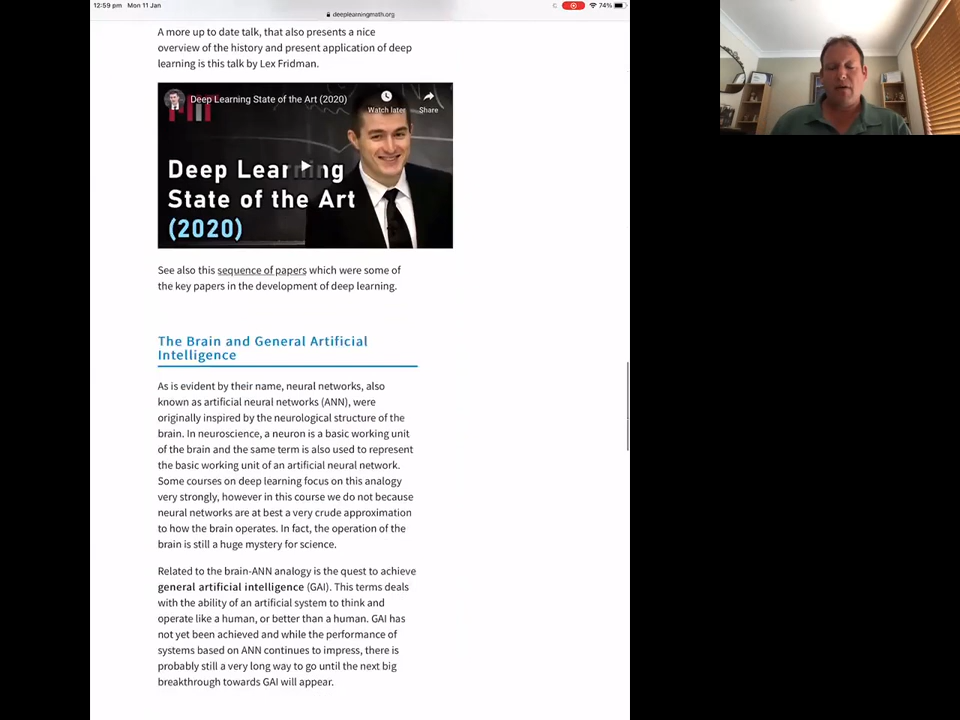 12:59 pm Mon 11 Jan
74%
deeplearningmath.org
A more up to date talk, that also presents a nice
overview of the history and present application of deep
learning is this talk by Lex Fridman.
Deep Learning State of the Art (2020)
Watch later
Share
Deep Learning
State of the Art
(2020)
See also this sequence of papers which were some of
the key papers in the development of deep learning.
The Brain and General Artificial
Intelligence
As is evident by their name, neural networks, also
known as artificial neural networks (ANN), were
originally inspired by the neurological structure of the
brain. In neuroscience, a neuron is a basic working unit
of the brain and the same term is also used to represent
the basic working unit of an artificial neural network.
Some courses on deep learning focus on this analogy
very strongly, however in this course we do not because
neural networks are at best a very crude approximation
to how the brain operates. In fact, the operation of the
brain is still a huge mystery for science.
Related to the brain-ANN analogy is the quest to achieve
general artificial intelligence (GAI). This terms deals
with the ability of an artificial system to think and
operate like a human, or better than a human. GAI has
not yet been achieved and while the performance of
systems based on ANN continues to impress, there is
probably still a very long way to go until the next big
breakthrough towards GAI will appear.